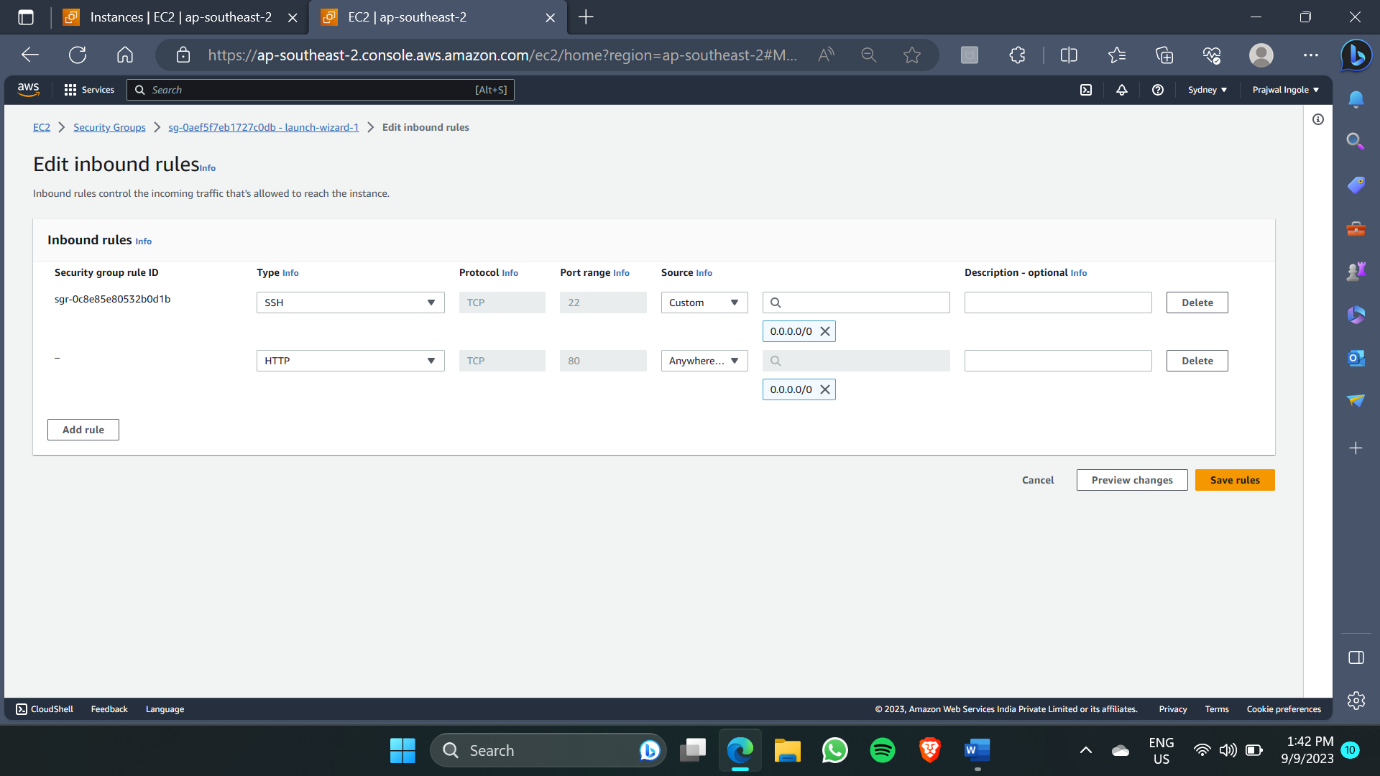 Instances | EC2 | ap-southeast-2
EC2 | ap-southeast-2
https://ap-southeast-2.console.aws.amazon.com/ec2/home?region=ap-southeast-2#M...
aws
Services
Search
[Alt+S]
Sydney
Prajwal Ingole
EC2 > Security Groups > sg-0aef5f7eb1727c0db - launch-wizard-1 > Edit inbound rules
Edit inbound rules Info
Inbound rules control the incoming traffic that's allowed to reach the instance.
Inbound rules Info
Security group rule ID
Type Info
Protocol Info
Port range Info
Source Info
Description - optional Info
sgr-0c8e85e80532b0d1b
SSH
TCP
22
Custom
Delete
0.0.0.0/0
–
HTTP
TCP
80
Anywhere...
Delete
0.0.0.0/0
Add rule
Cancel
Preview changes
Save rules
CloudShell
Feedback
Language
© 2023, Amazon Web Services India Private Limited or its affiliates.
Privacy
Terms
Cookie preferences
Search
ENG
US
1:42 PM
9/9/2023
10